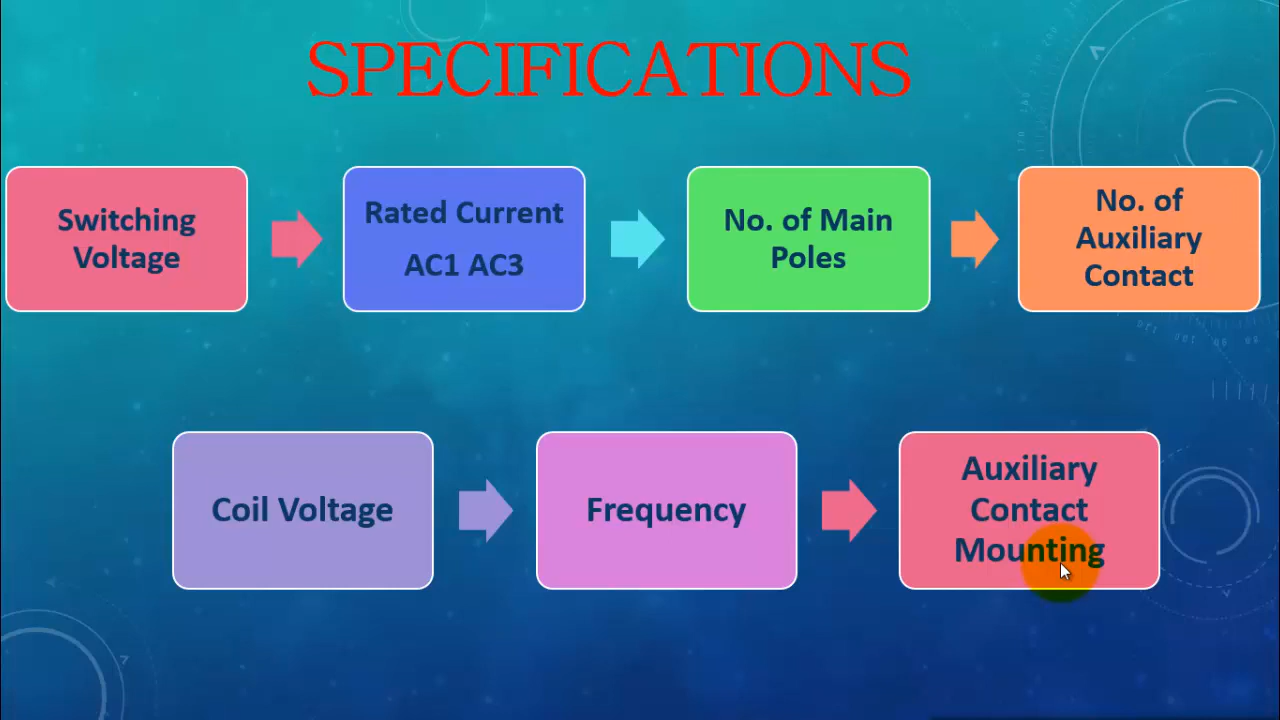 SPECIFICATIONS
Switching
Voltage
Rated Current
AC1 AC3
No. of Main
Poles
No. of
Auxiliary
Contact
Coil Voltage
Frequency
Auxiliary
Contact
Mounting